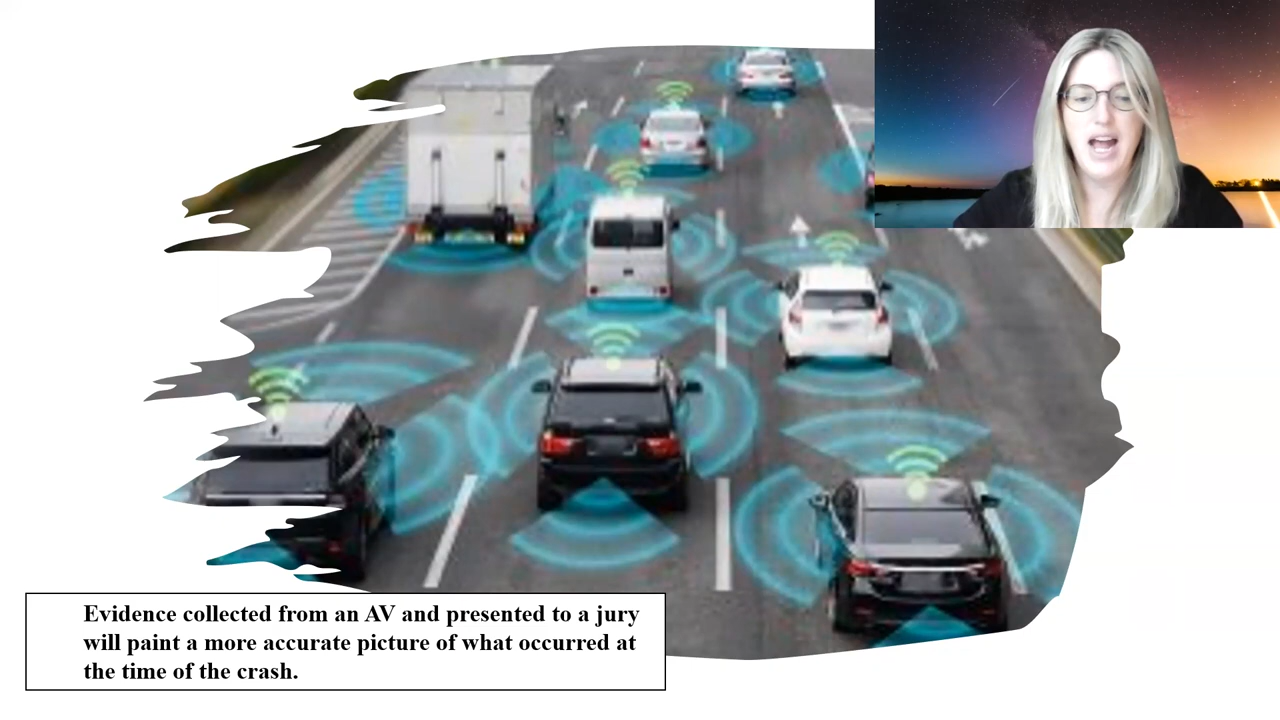 Evidence collected from an AV and presented to a jury
will paint a more accurate picture of what occurred at
the time of the crash.